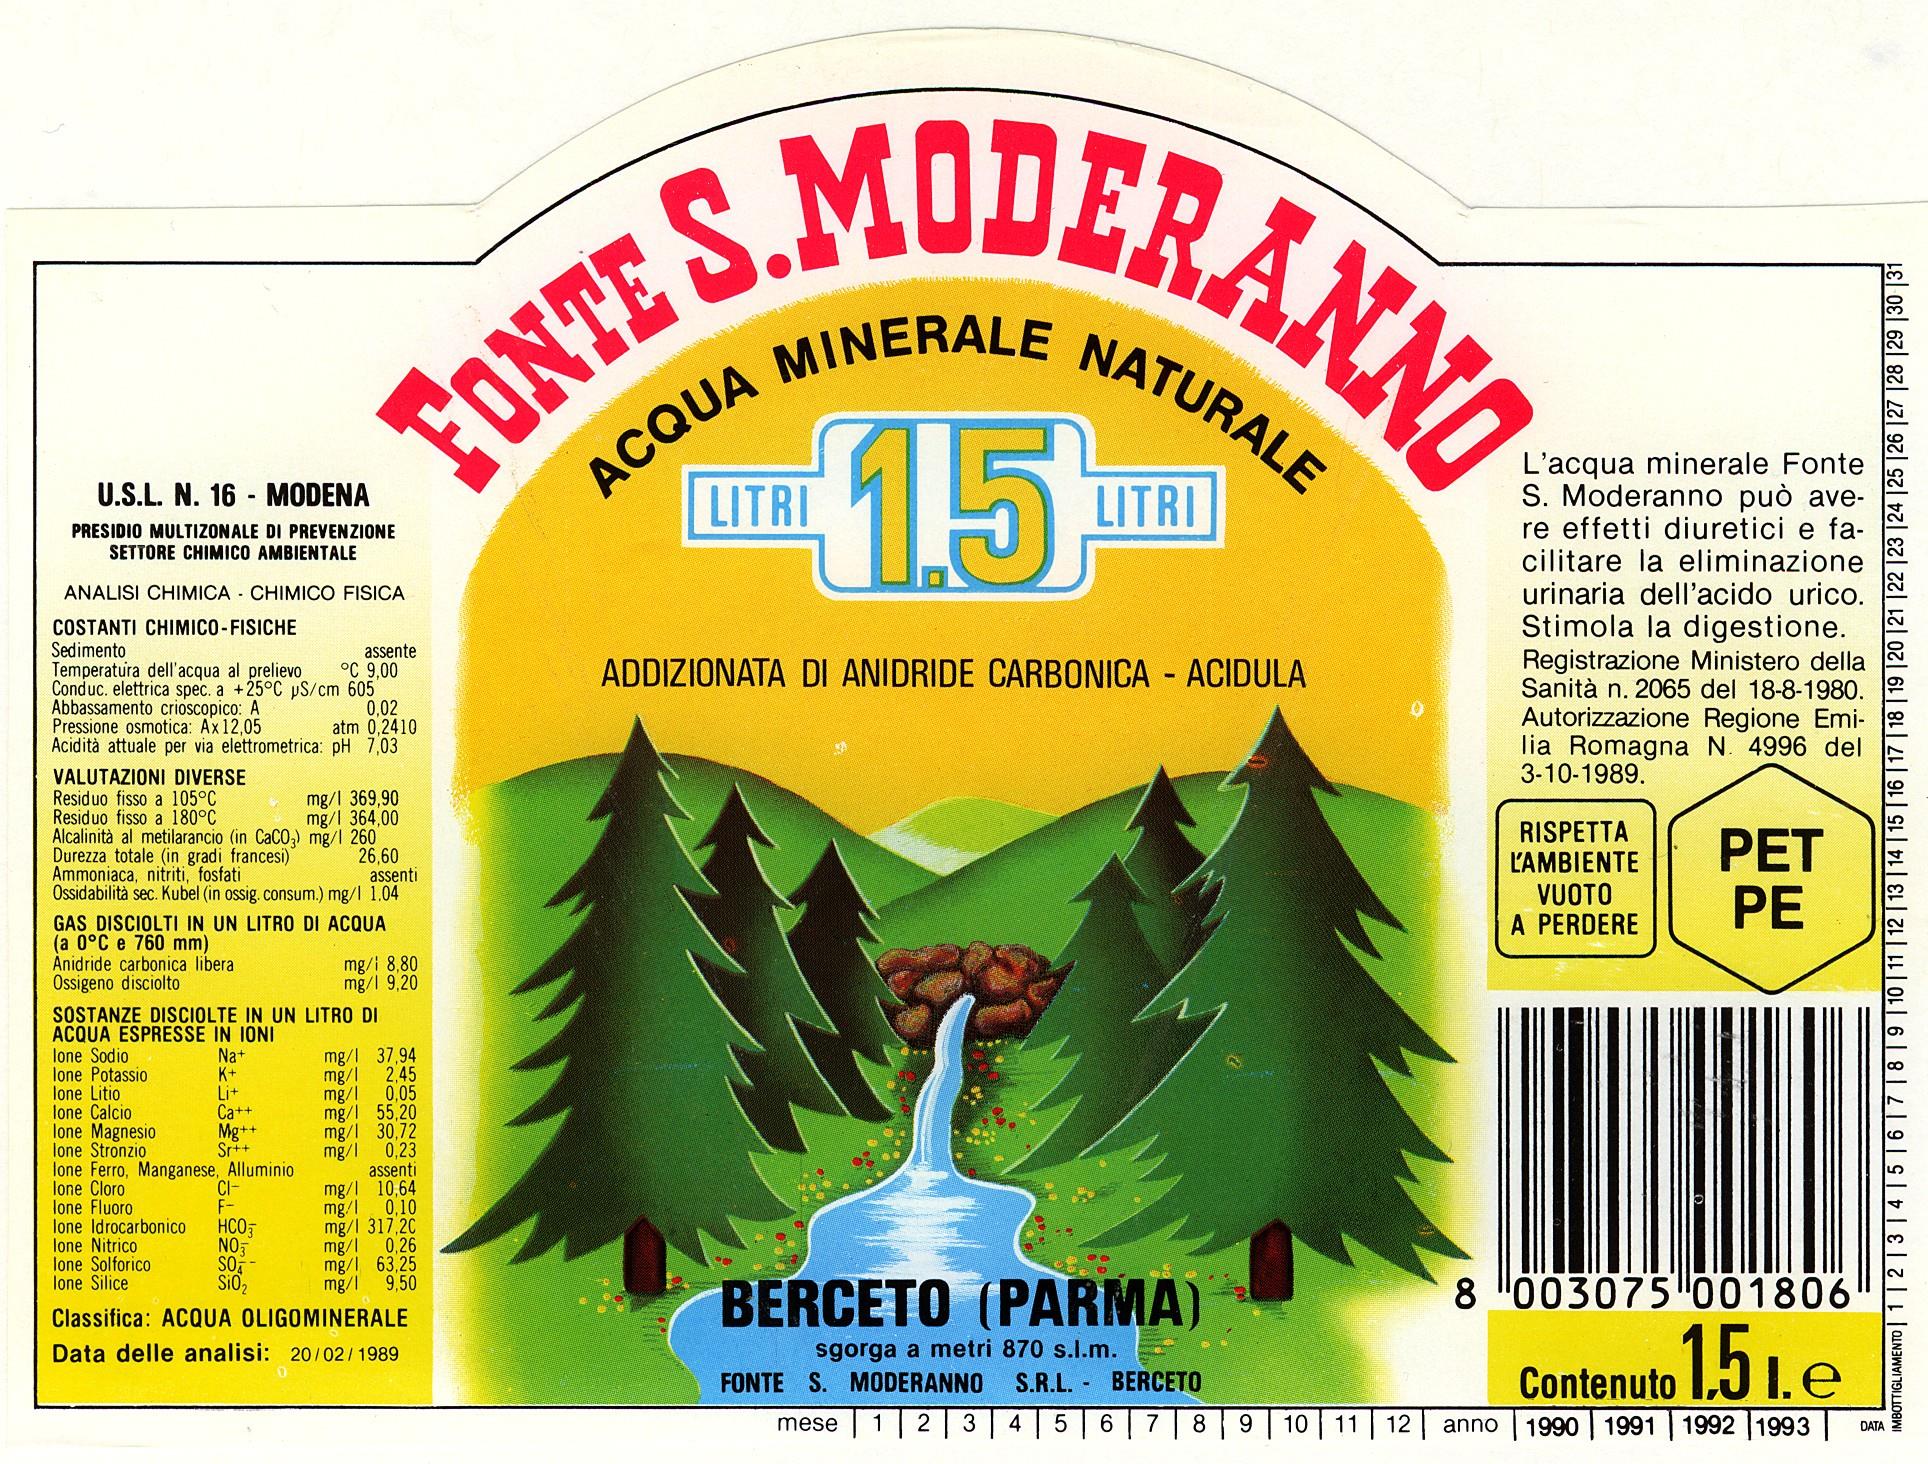 FONTE S. MODERANNO
ACQUA MINERALE NATURALE
LITRI 1.5 LITRI
ADDIZIONATA DI ANIDRIDE CARBONICA - ACIDULA
BERCETO (PARMA)
sgorga a metri 870 s.l.m.
FONTE S. MODERANNO S.R.L. - BERCETO
U.S.L. N. 16 - MODENA
PRESIDIO MULTIZONALE DI PREVENZIONE
SETTORE CHIMICO AMBIENTALE
ANALISI CHIMICA - CHIMICO FISICA
COSTANTI CHIMICO-FISICHE
Sedimento assente
Temperatura dell'acqua al prelievo °C 9,00
Conduc. elettrica spec. a +25°C µS/cm 605
Abbassamento crioscopico: A 0,02
Pressione osmotica: Ax12,05 atm 0,2410
Acidità attuale per via elettrometrica: pH 7,03
VALUTAZIONI DIVERSE
Residuo fisso a 105°C mg/l 369,90
Residuo fisso a 180°C mg/l 364,00
Alcalinità al metilarancio (in CaCO₃) mg/l 260
Durezza totale (in gradi francesi) 26,60
Ammoniaca, nitriti, fosfati assenti
Ossidabilità sec. Kubel (in ossig. consum.) mg/l 1.04
GAS DISCIOLTI IN UN LITRO DI ACQUA
(a 0°C e 760 mm)
Anidride carbonica libera mg/l 8,80
Ossigeno disciolto mg/l 9,20
SOSTANZE DISCIOLTE IN UN LITRO DI
ACQUA ESPRESSE IN IONI
Ione Sodio Na+ mg/l 37,94
Ione Potassio K+ mg/l 2,45
Ione Litio Li+ mg/l 0,05
Ione Calcio Ca++ mg/l 55,20
Ione Magnesio Mg++ mg/l 30,72
Ione Stronzio Sr++ mg/l 0,23
Ione Ferro, Manganese, Alluminio assenti
Ione Cloro Cl- mg/l 10,64
Ione Fluoro F- mg/l 0,10
Ione Idrocarbonico HCO₃- mg/l 317,20
Ione Nitrico NO₃- mg/l 0,26
Ione Solforico SO₄-- mg/l 63,25
Ione Silice SiO₂ mg/l 9,50
Classifica: ACQUA OLIGOMINERALE
Data delle analisi: 20/02/1989
L'acqua minerale Fonte
S. Moderanno può ave-
re effetti diuretici e fa-
cilitare la eliminazione
urinaria dell'acido urico.
Stimola la digestione.
Registrazione Ministero della
Sanità n. 2065 del 18-8-1980.
Autorizzazione Regione Emi-
lia Romagna N. 4996 del
3-10-1989.
RISPETTA
L'AMBIENTE
VUOTO
A PERDERE
PET
PE
8 003075 001806
Contenuto 1,5 l. e
mese | 1 | 2 | 3 | 4 | 5 | 6 | 7 | 8 | 9 | 10 | 11 | 12 | anno | 1990 | 1991 | 1992 | 1993 |
DATA IMBOTTIGLIAMENTO | 1 | 2 | 3 | 4 | 5 | 6 | 7 | 8 | 9 | 10 | 11 | 12 | 13 | 14 | 15 | 16 | 17 | 18 | 19 | 20 | 21 | 22 | 23 | 24 | 25 | 26 | 27 | 28 | 29 | 30 | 31